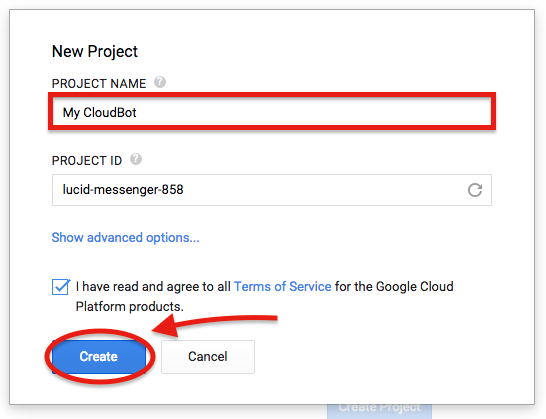 New Project
PROJECT NAME ?
My CloudBot
PROJECT ID ?
lucid-messenger-858
Show advanced options...
I have read and agree to all Terms of Service for the Google Cloud
Platform products.
Create Cancel
Create Project